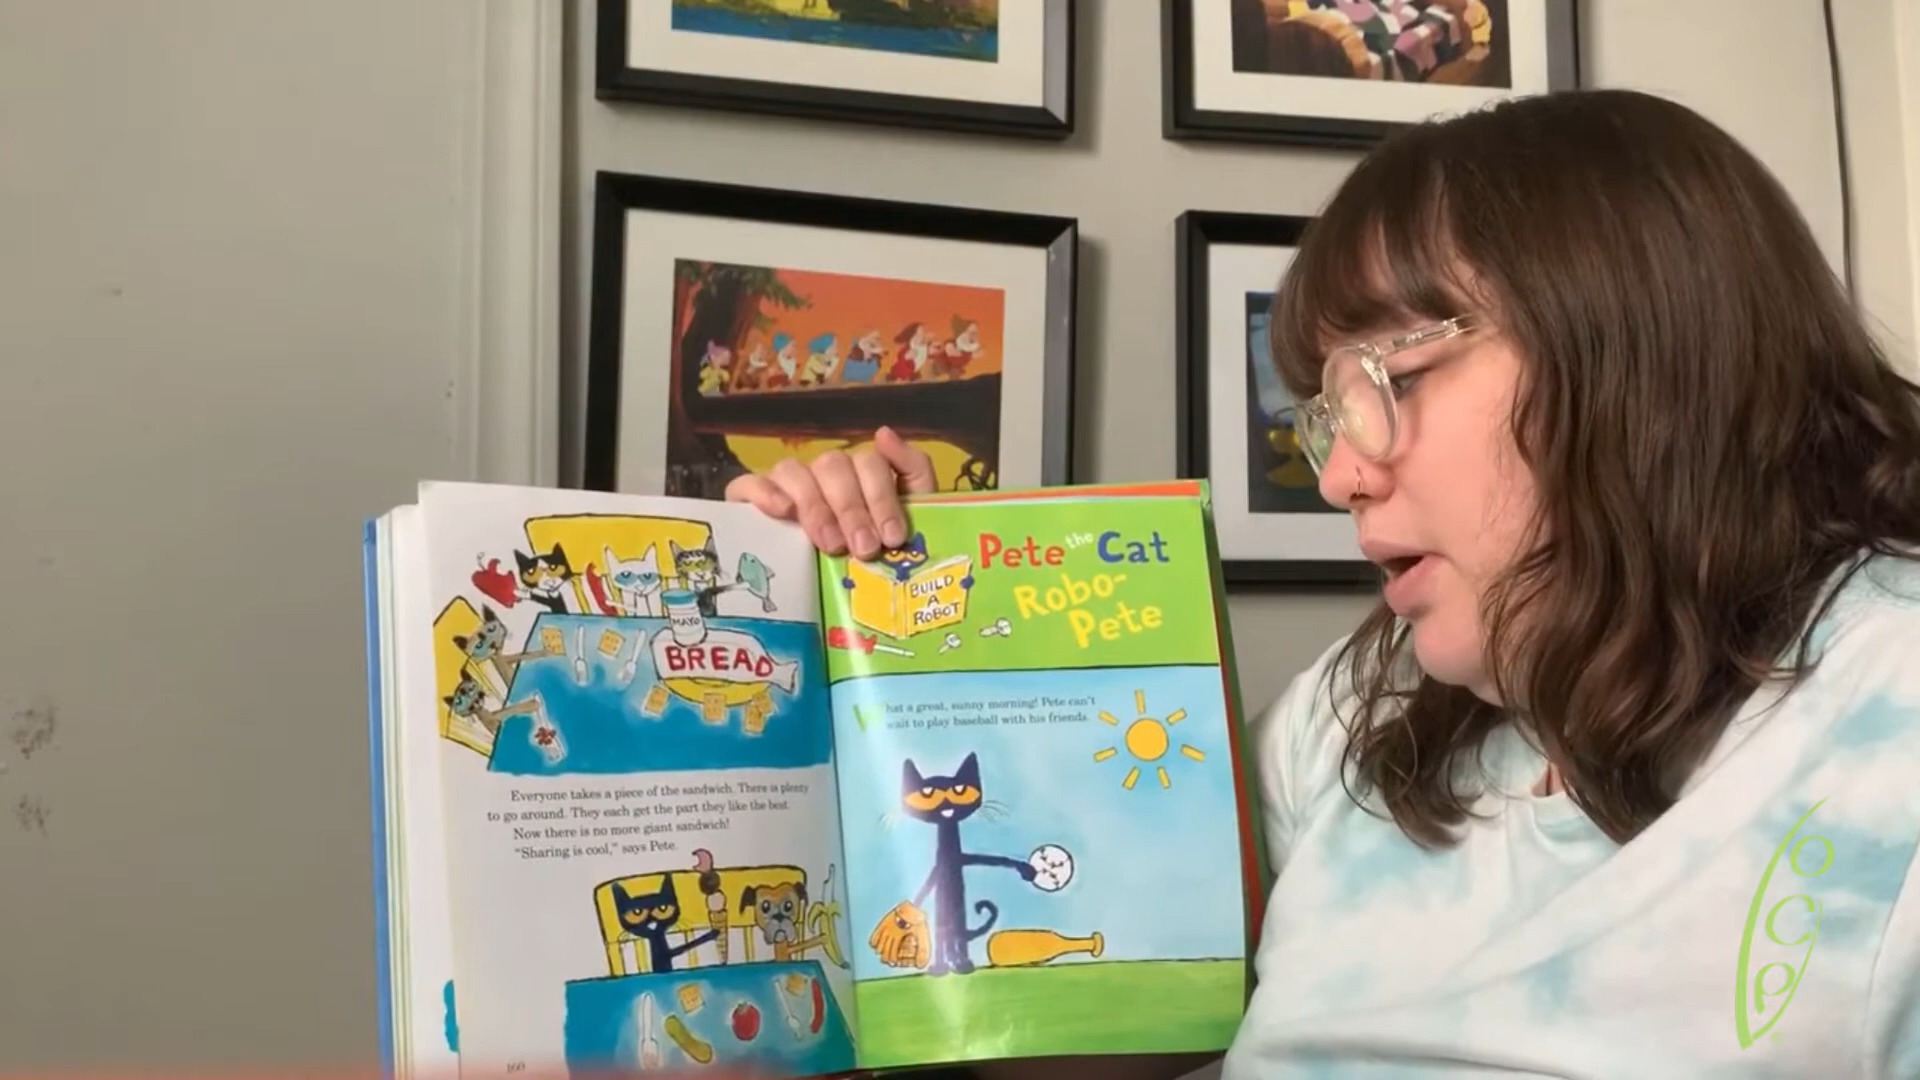 MAYO
BREAD
Everyone takes a piece of the sandwich. There is plenty
to go around. They each get the part they like the best.
Now there is no more giant sandwich!
"Sharing is cool," says Pete.
160
BUILD
A
ROBOT
Pete the Cat
Robo-
Pete
What a great, sunny morning! Pete can't
wait to play baseball with his friends.
OCP